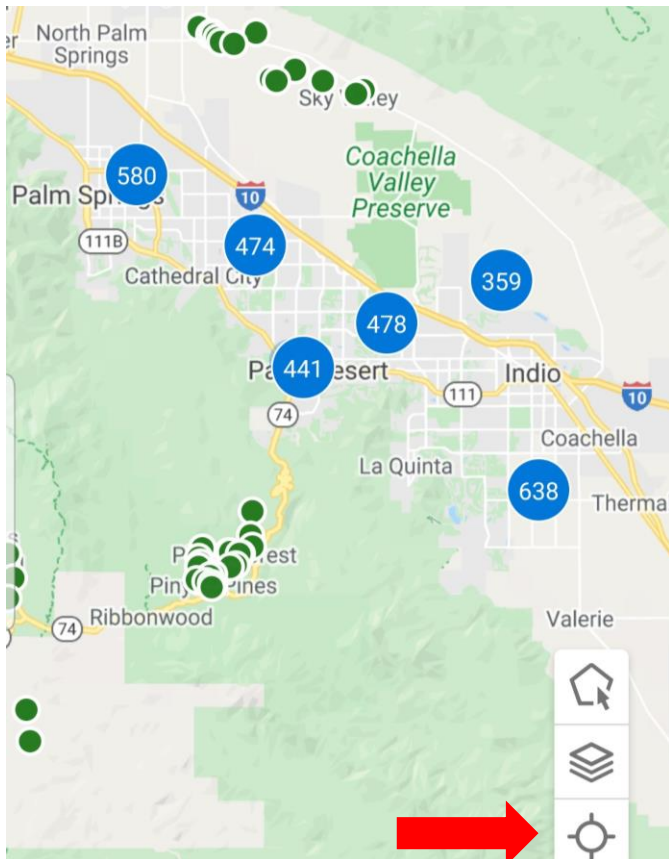 er
North Palm
Springs
Sky Valley
Coachella
Valley
Preserve
580
Palm Springs
10
111B
474
Cathedral City
359
478
441
Palm Desert
Indio
111
10
74
Coachella
La Quinta
638
Therma
s
Pinyon Pines
Ribbonwood
74
Valerie